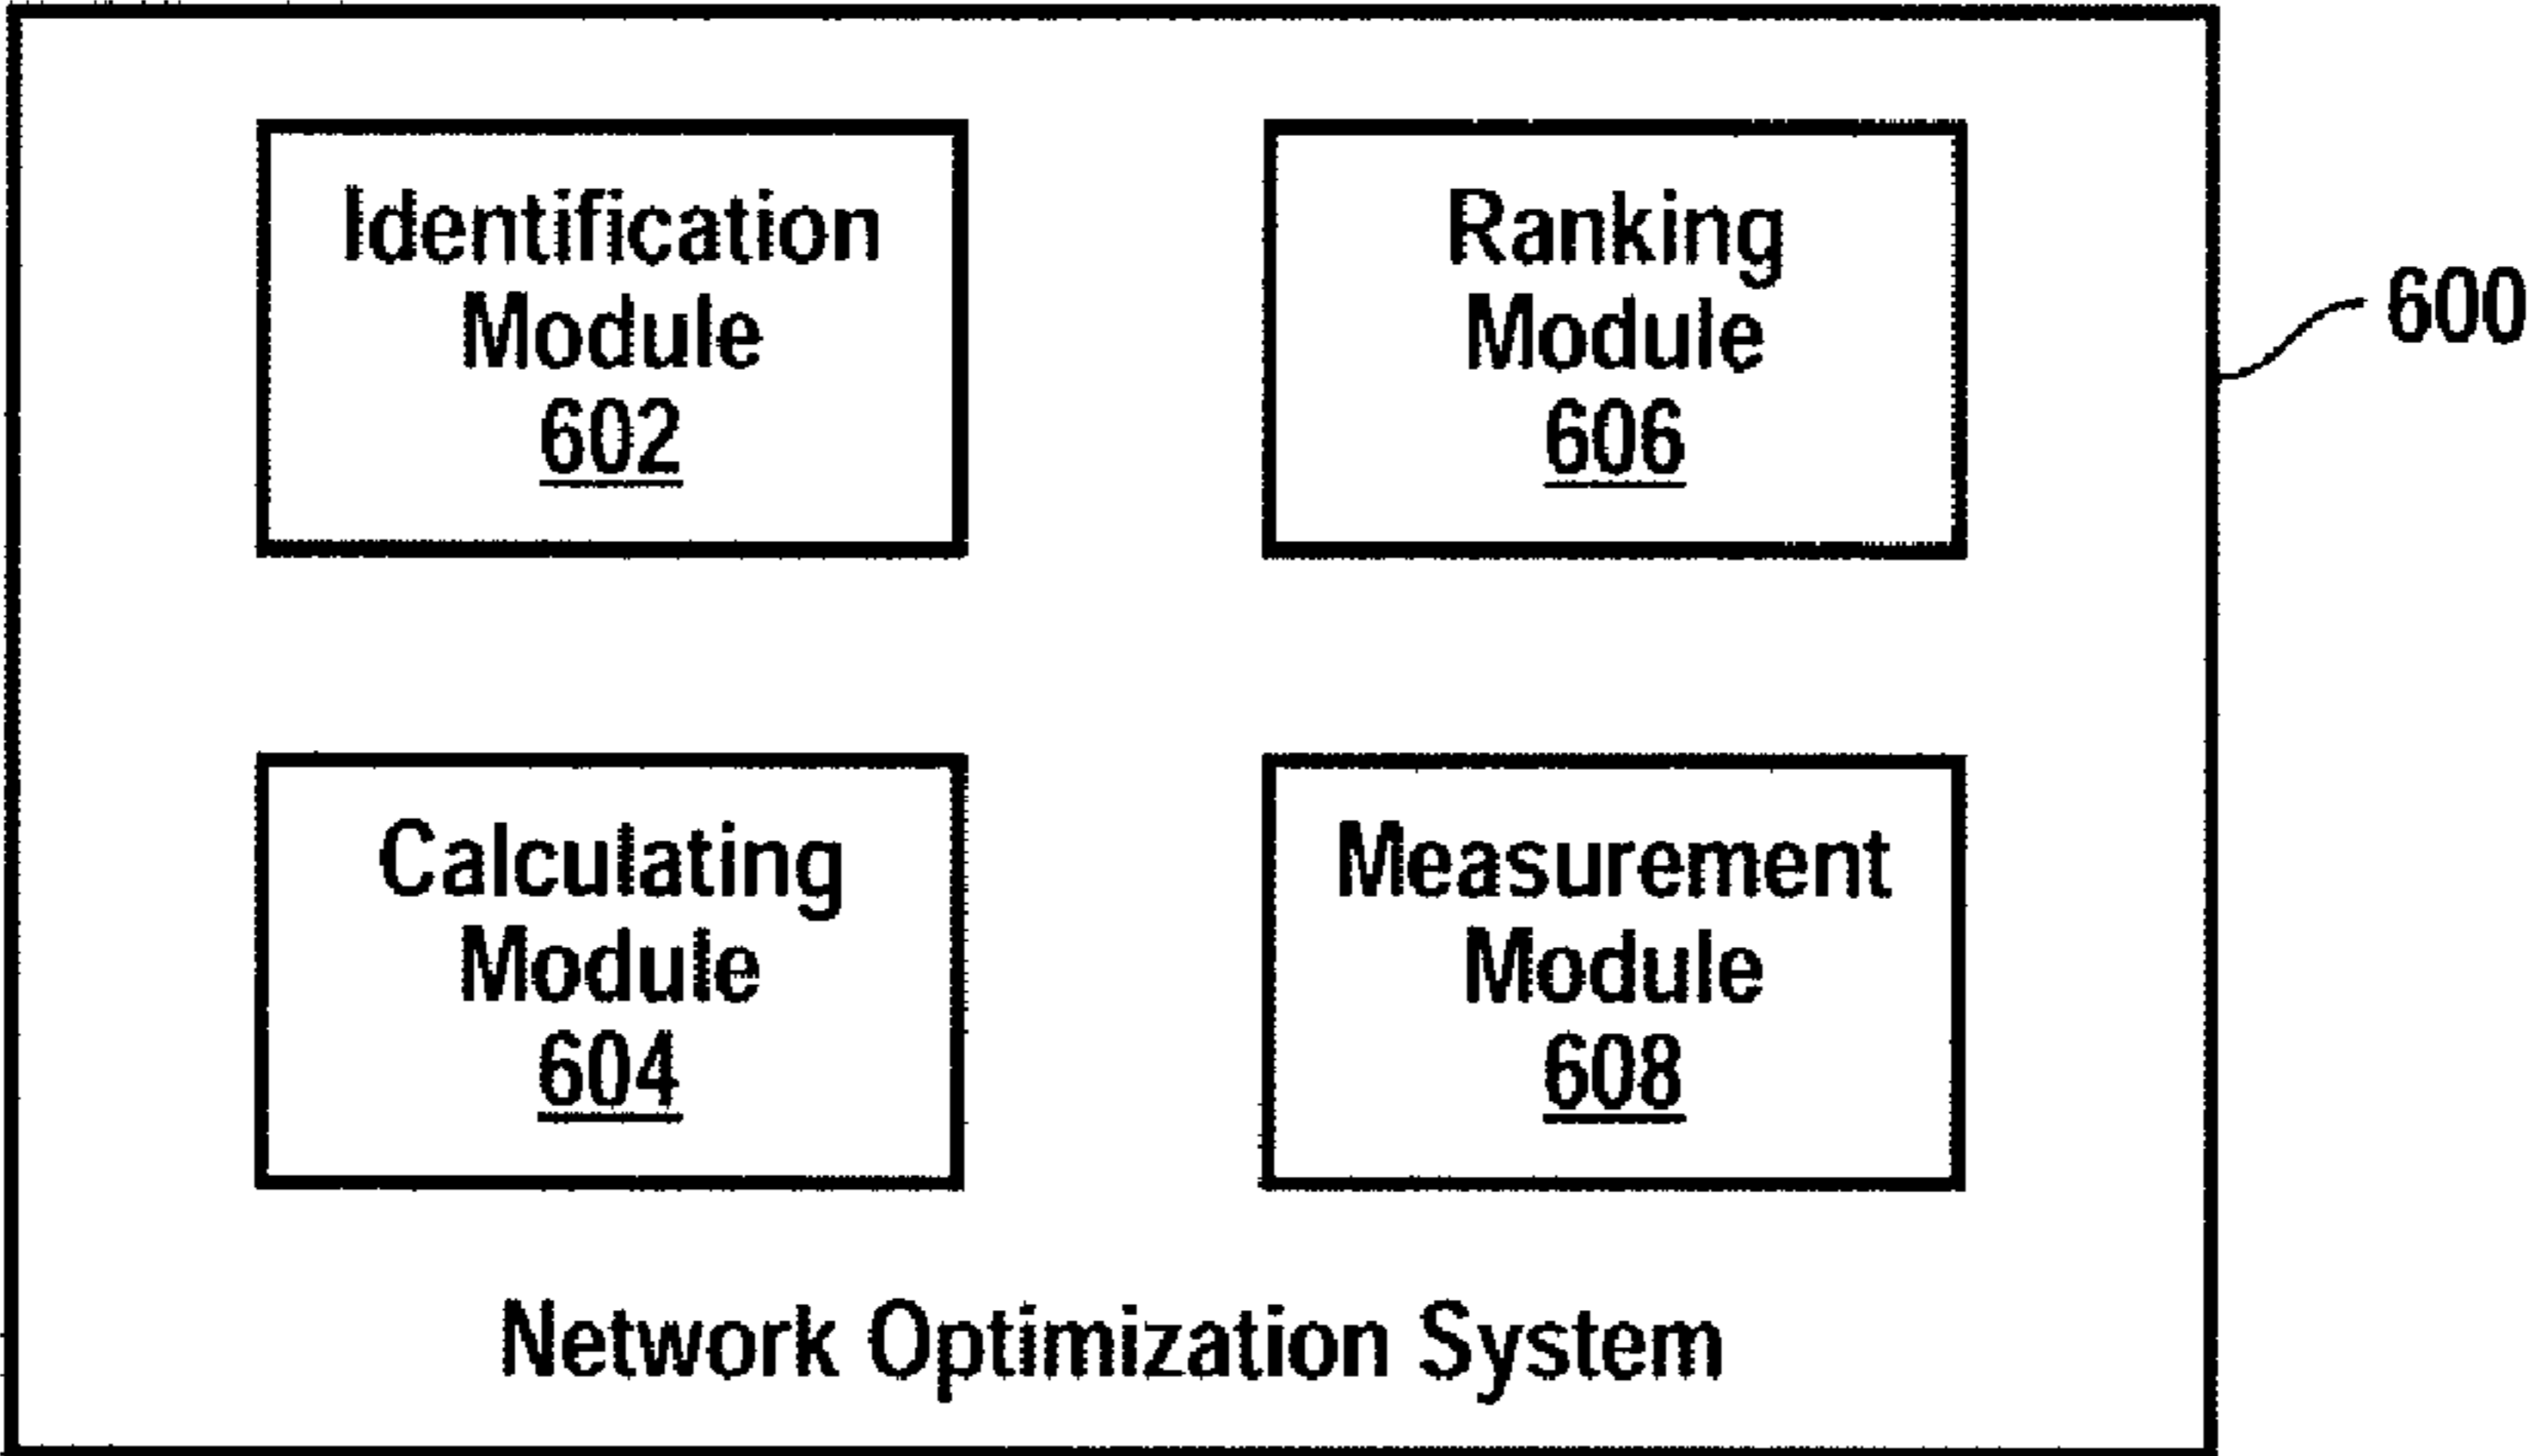 Identification
Module
602
Ranking
Module
606
600
Calculating
Module
604
Measurement
Module
608
Network Optimization System